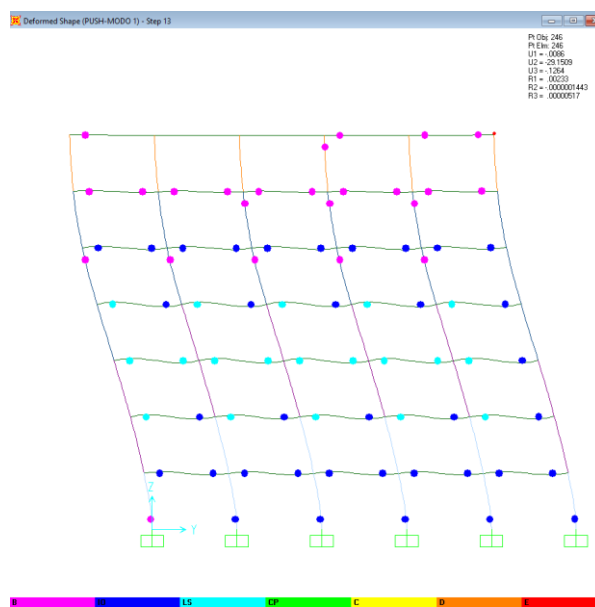 Deformed Shape (PUSH-MODO 1) - Step 13
Pt Obj: 246
Pt Elm: 246
U1 = -.0086
U2 = -29.1509
U3 = -.1264
R1 = .00233
R2 = -.000001443
R3 = .00000517
Z
Y
B IO LS CP C D E